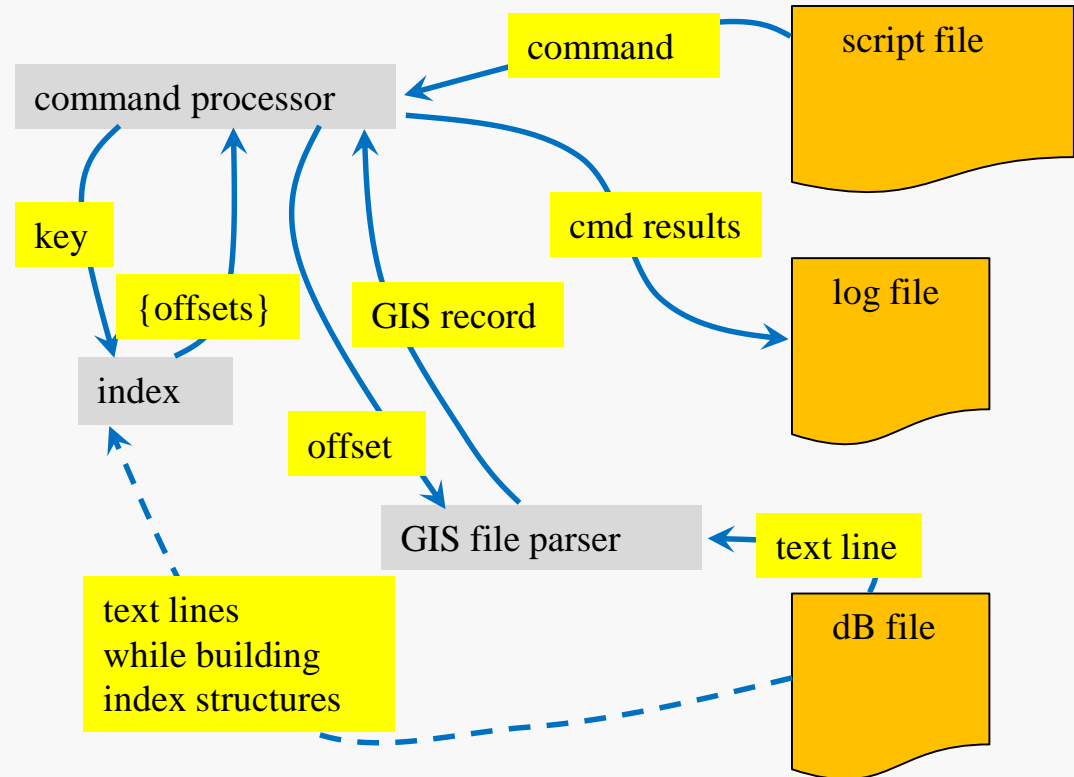 command
script file
command processor
key
cmd results
{offsets}
GIS record
log file
index
offset
GIS file parser
text line
text lines
while building
index structures
dB file